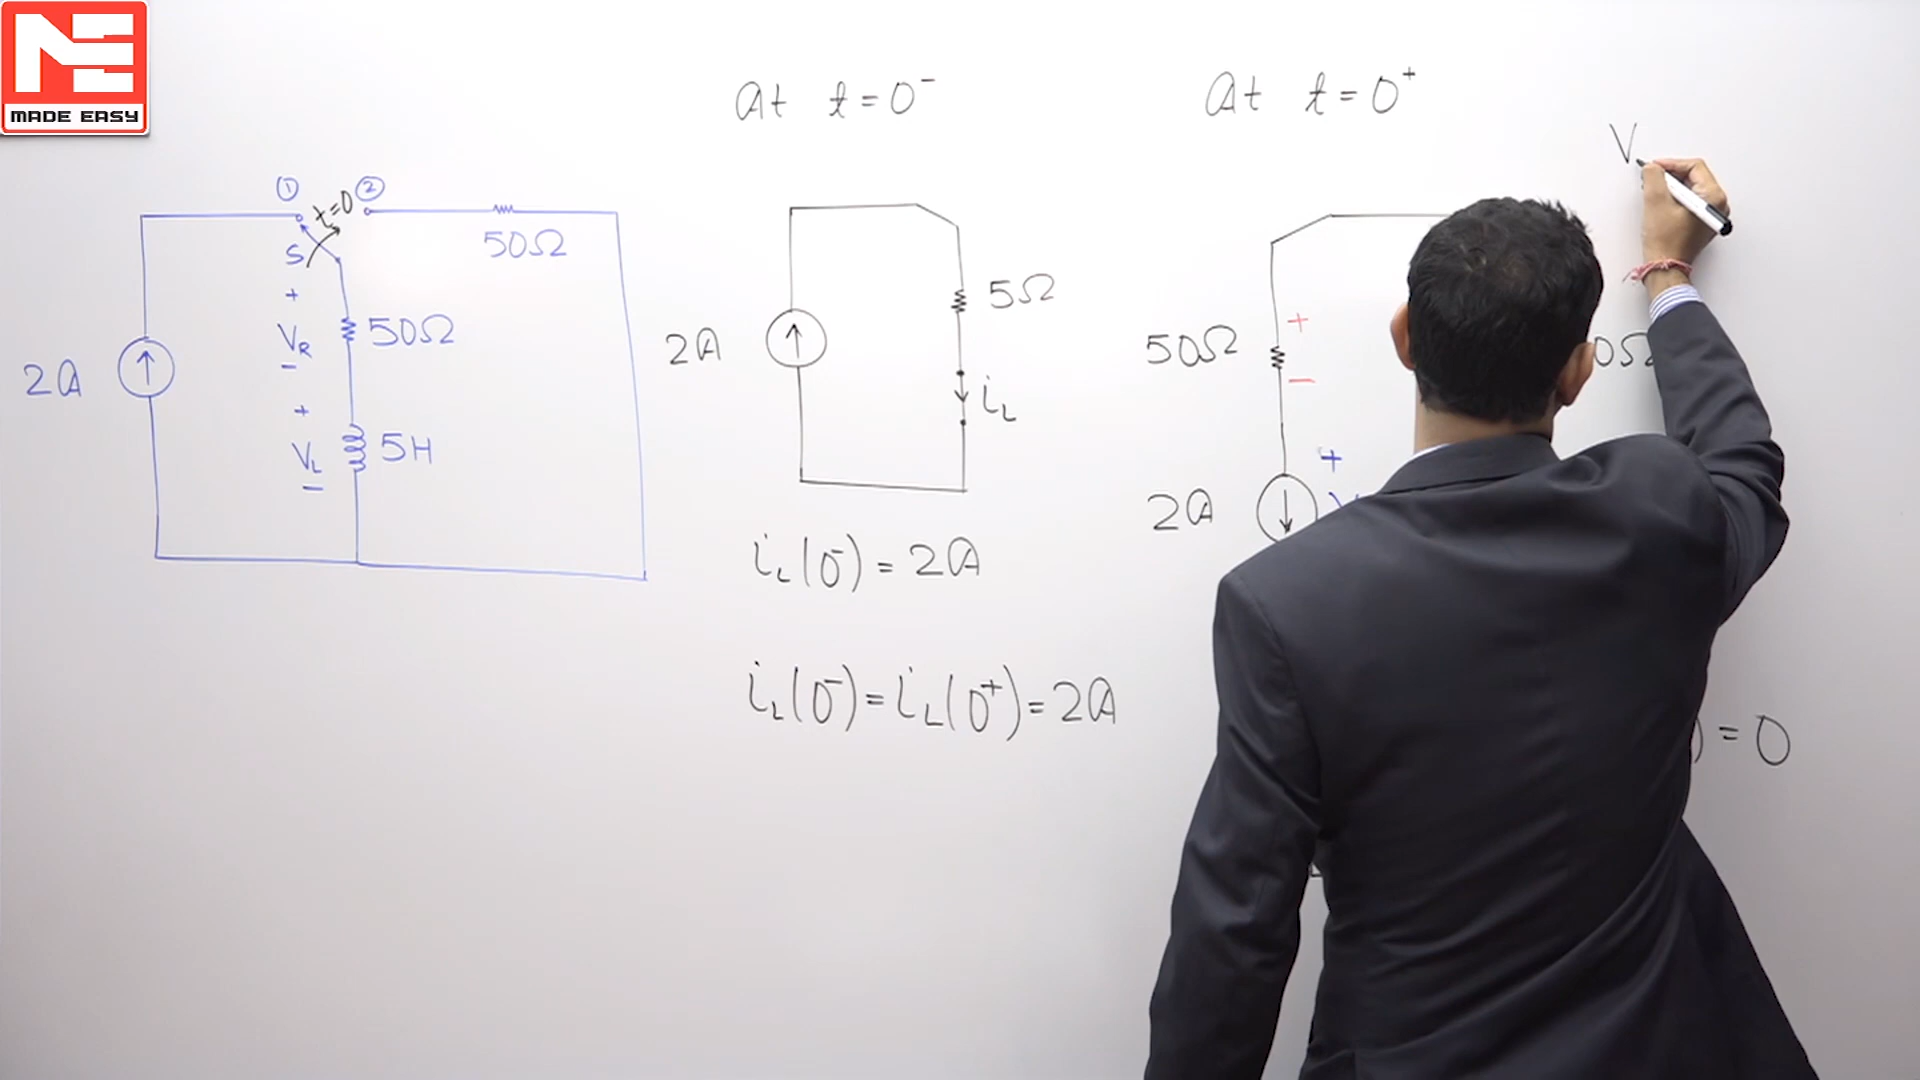 MADE EASY
At t=0⁻
At t=0⁺
V
① t=0 ②
S
50Ω
+
V_R
−
50Ω
2A
+
V_L
−
5H
2A
5Ω
i_L
i_L(0⁻) = 2A
i_L(0⁻) = i_L(0⁺) = 2A
50Ω
+
−
2A
+
) = 0